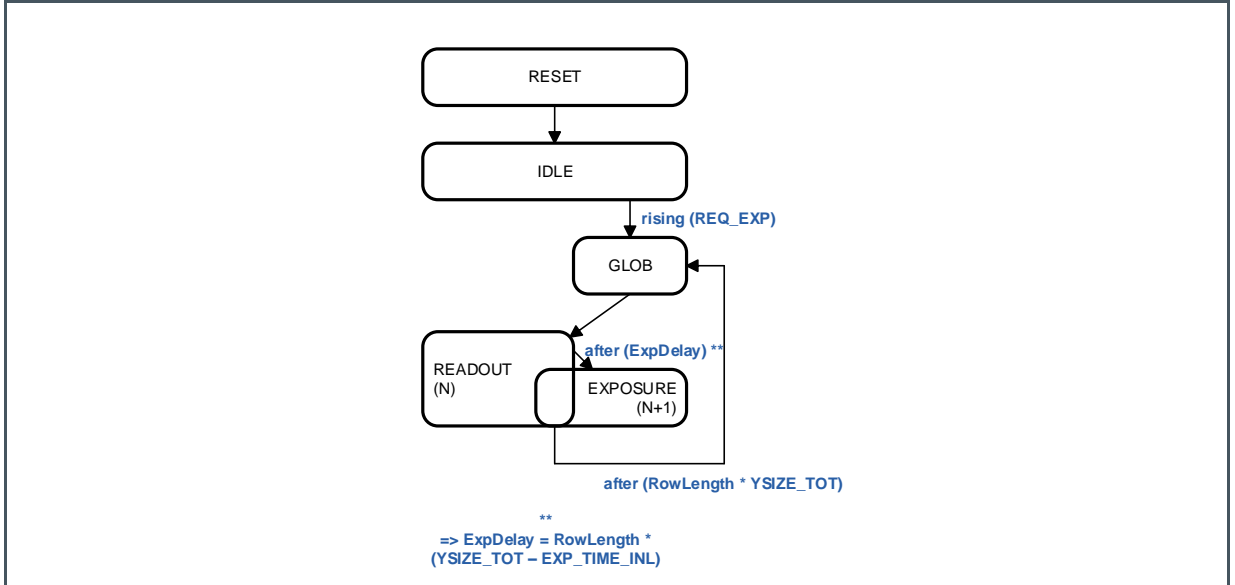 RESET
IDLE
rising (REQ_EXP)
GLOB
after (ExpDelay) **
READOUT
(N)
EXPOSURE
(N+1)
after (RowLength * YSIZE_TOT)
**
=> ExpDelay = RowLength *
(YSIZE_TOT – EXP_TIME_INL)